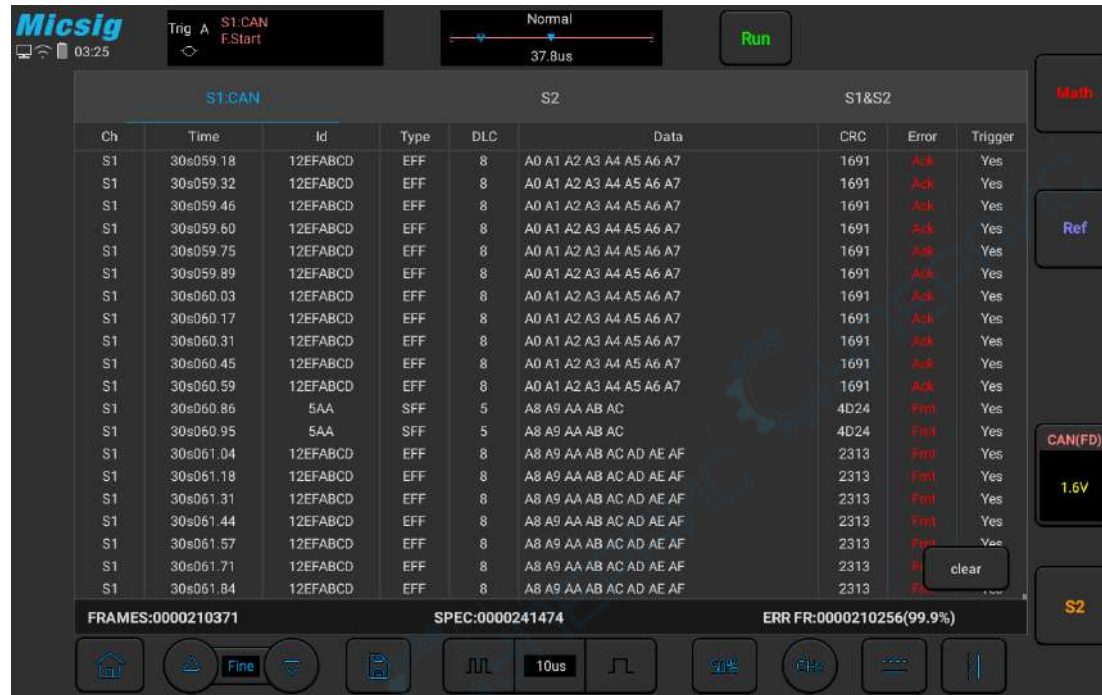 Micsig
Trig A S1:CAN
F.Start
03:25
Normal
37.8us
Run
S1:CAN S2 S1&S2
Math
Ch Time Id Type DLC Data CRC Error Trigger
S1 30s059.18 12EFABCD EFF 8 A0 A1 A2 A3 A4 A5 A6 A7 1691 Ack Yes
S1 30s059.32 12EFABCD EFF 8 A0 A1 A2 A3 A4 A5 A6 A7 1691 Ack Yes
S1 30s059.46 12EFABCD EFF 8 A0 A1 A2 A3 A4 A5 A6 A7 1691 Ack Yes
S1 30s059.60 12EFABCD EFF 8 A0 A1 A2 A3 A4 A5 A6 A7 1691 Ack Yes
Ref
S1 30s059.75 12EFABCD EFF 8 A0 A1 A2 A3 A4 A5 A6 A7 1691 Ack Yes
S1 30s059.89 12EFABCD EFF 8 A0 A1 A2 A3 A4 A5 A6 A7 1691 Ack Yes
S1 30s060.03 12EFABCD EFF 8 A0 A1 A2 A3 A4 A5 A6 A7 1691 Ack Yes
S1 30s060.17 12EFABCD EFF 8 A0 A1 A2 A3 A4 A5 A6 A7 1691 Ack Yes
S1 30s060.31 12EFABCD EFF 8 A0 A1 A2 A3 A4 A5 A6 A7 1691 Ack Yes
S1 30s060.45 12EFABCD EFF 8 A0 A1 A2 A3 A4 A5 A6 A7 1691 Ack Yes
S1 30s060.59 12EFABCD EFF 8 A0 A1 A2 A3 A4 A5 A6 A7 1691 Ack Yes
S1 30s060.86 5AA SFF 5 A8 A9 AA AB AC 4D24 Frmt Yes
S1 30s060.95 5AA SFF 5 A8 A9 AA AB AC 4D24 Frmt Yes
CAN(FD)
S1 30s061.04 12EFABCD EFF 8 A8 A9 AA AB AC AD AE AF 2313 Frmt Yes
S1 30s061.18 12EFABCD EFF 8 A8 A9 AA AB AC AD AE AF 2313 Frmt Yes
1.6V
S1 30s061.31 12EFABCD EFF 8 A8 A9 AA AB AC AD AE AF 2313 Frmt Yes
S1 30s061.44 12EFABCD EFF 8 A8 A9 AA AB AC AD AE AF 2313 Frmt Yes
S1 30s061.57 12EFABCD EFF 8 A8 A9 AA AB AC AD AE AF 2313 Frmt Yes
S1 30s061.71 12EFABCD EFF 8 A8 A9 AA AB AC AD AE AF 2313
clear
S1 30s061.84 12EFABCD EFF 8 A8 A9 AA AB AC AD AE AF 2313
S2
FRAMES:0000210371 SPEC:0000241474 ERR FR:0000210256(99.9%)
Fine
10us
50%